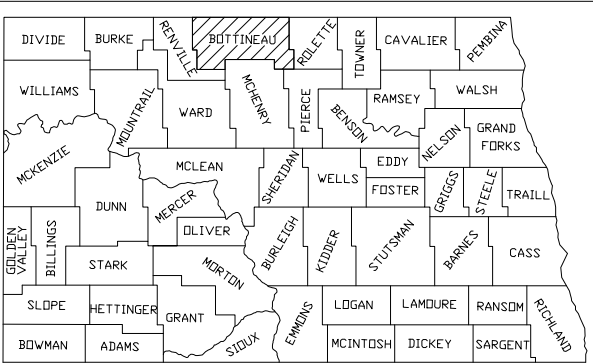 DIVIDE
BURKE
RENVILLE
BOTTINEAU
ROLETTE
TOWNER
CAVALIER
PEMBINA
WILLIAMS
MOUNTRAIL
WARD
MCHENRY
PIERCE
BENSON
RAMSEY
WALSH
MCKENZIE
MCLEAN
SHERIDAN
WELLS
EDDY
FOSTER
NELSON
GRAND
FORKS
DUNN
MERCER
OLIVER
GRIGGS
STEELE
TRAILL
GOLDEN
VALLEY
BILLINGS
STARK
MORTON
BURLEIGH
KIDDER
STUTSMAN
BARNES
CASS
SLOPE
HETTINGER
GRANT
SIOUX
EMMONS
LOGAN
LAMOURE
RANSOM
RICHLAND
BOWMAN
ADAMS
MCINTOSH
DICKEY
SARGENT